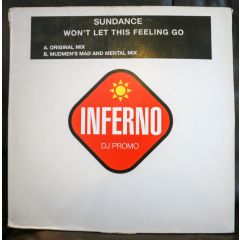 SUNDANCE
WON'T LET THIS FEELING GO
A. ORIGINAL MIX
B. MUDMEN'S MAD AND MENTAL MIX
INFERNO
DJ PROMO